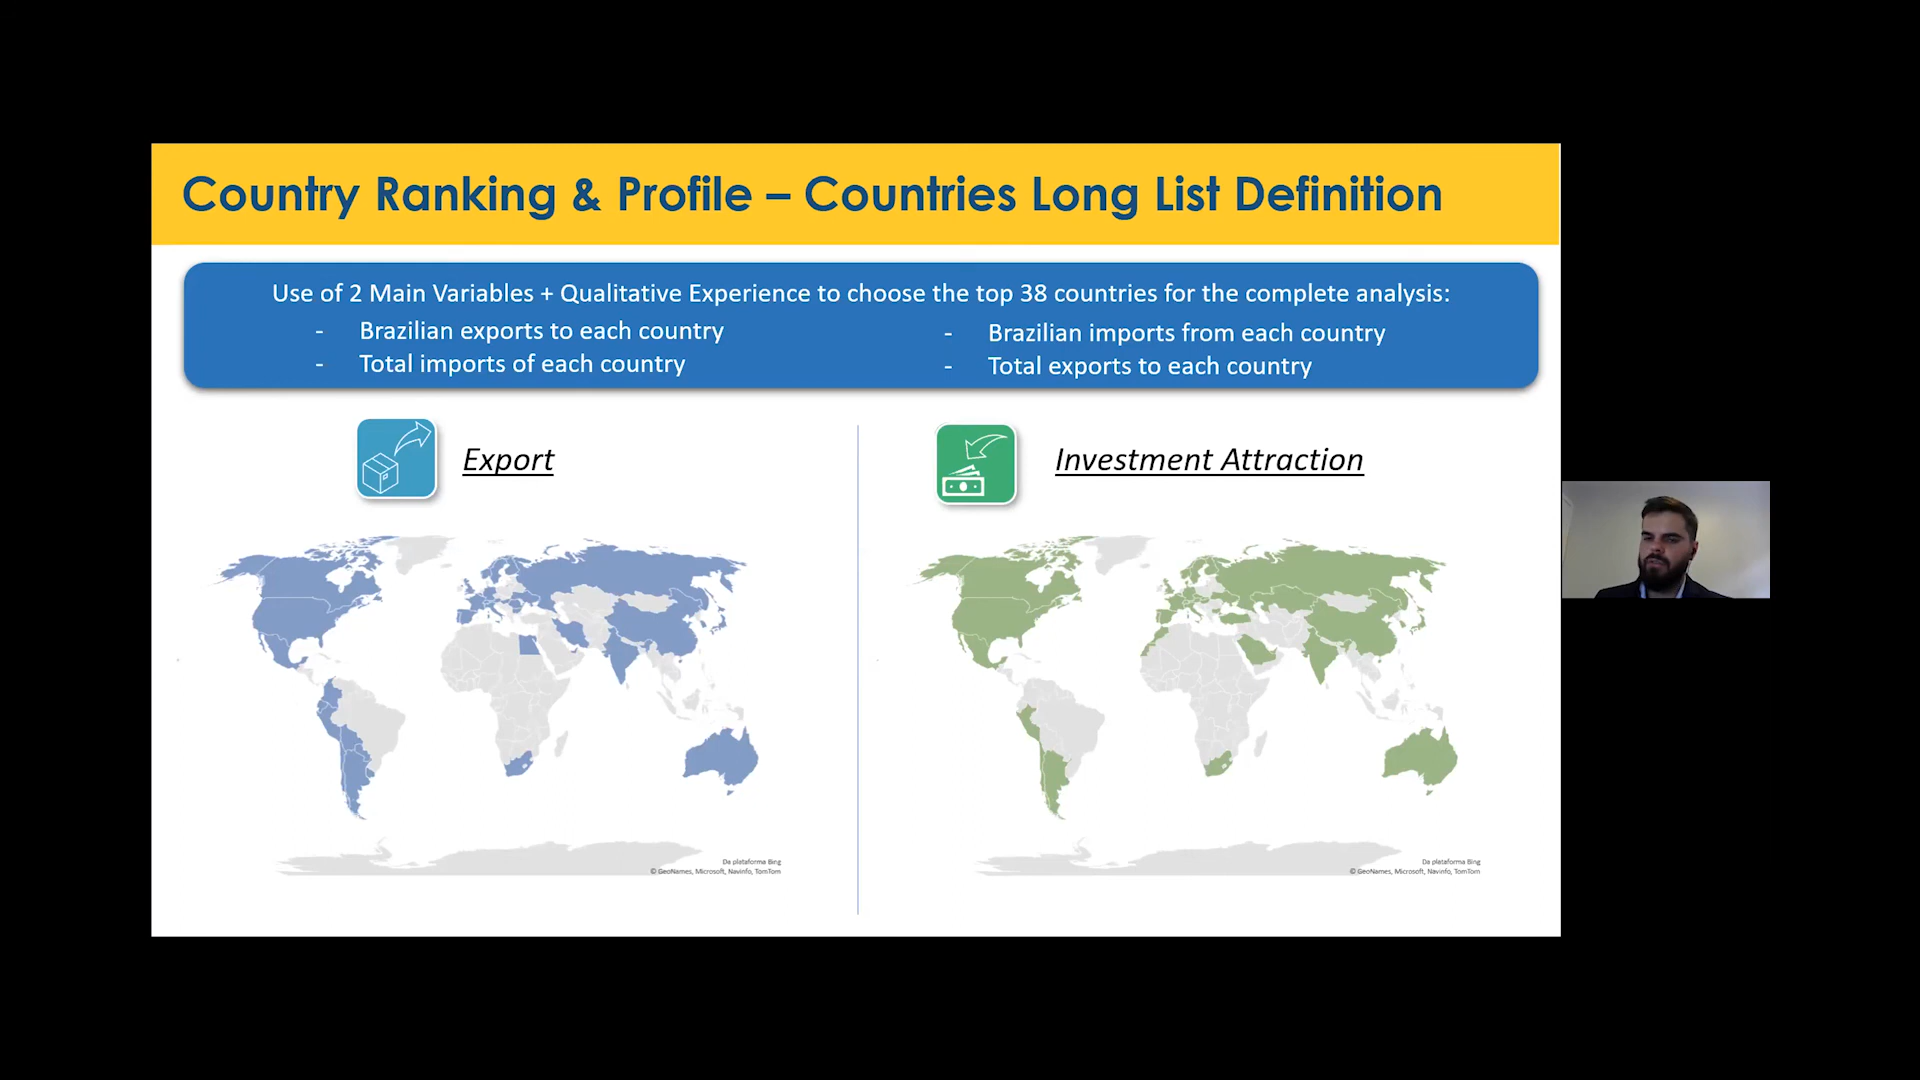 Country Ranking & Profile – Countries Long List Definition
Use of 2 Main Variables + Qualitative Experience to choose the top 38 countries for the complete analysis:
- Brazilian exports to each country
- Total imports of each country
- Brazilian imports from each country
- Total exports to each country
Export
Investment Attraction
Da plataforma Bing
© GeoNames, Microsoft, Navinfo, TomTom
Da plataforma Bing
© GeoNames, Microsoft, Navinfo, TomTom